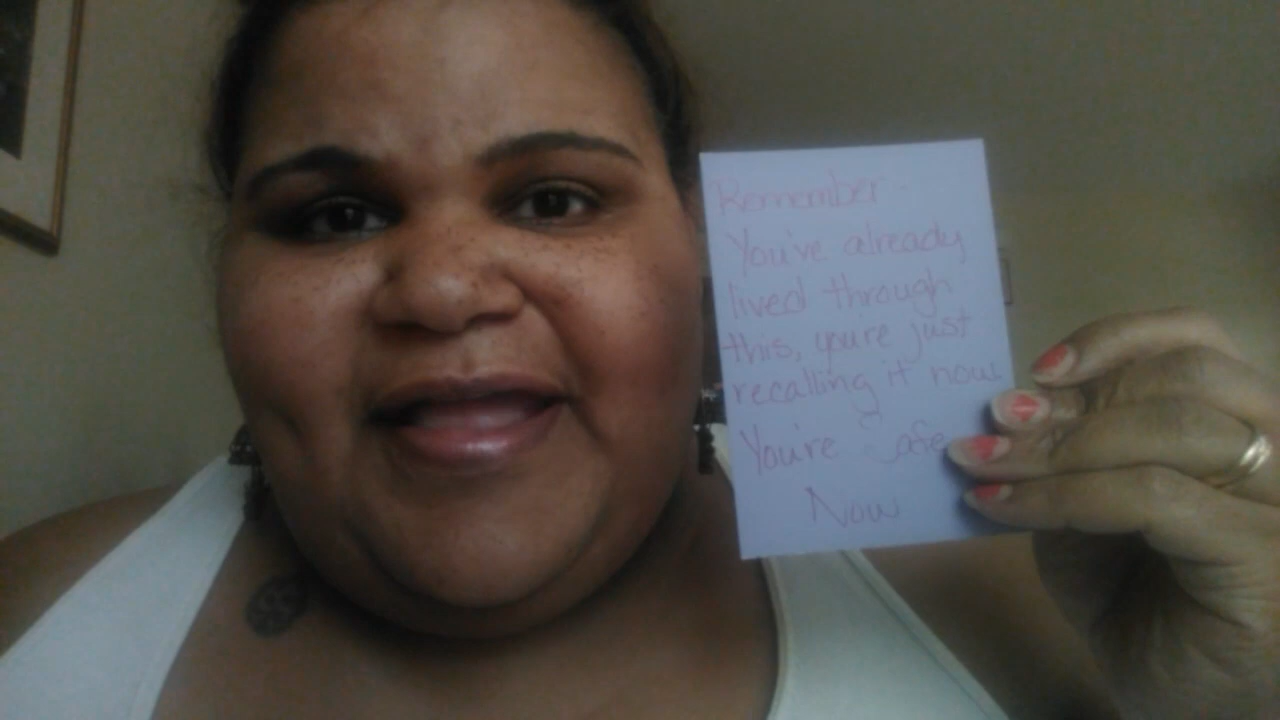 Remember -
You've already
lived through
this, you're just
recalling it now
You're safe
Now